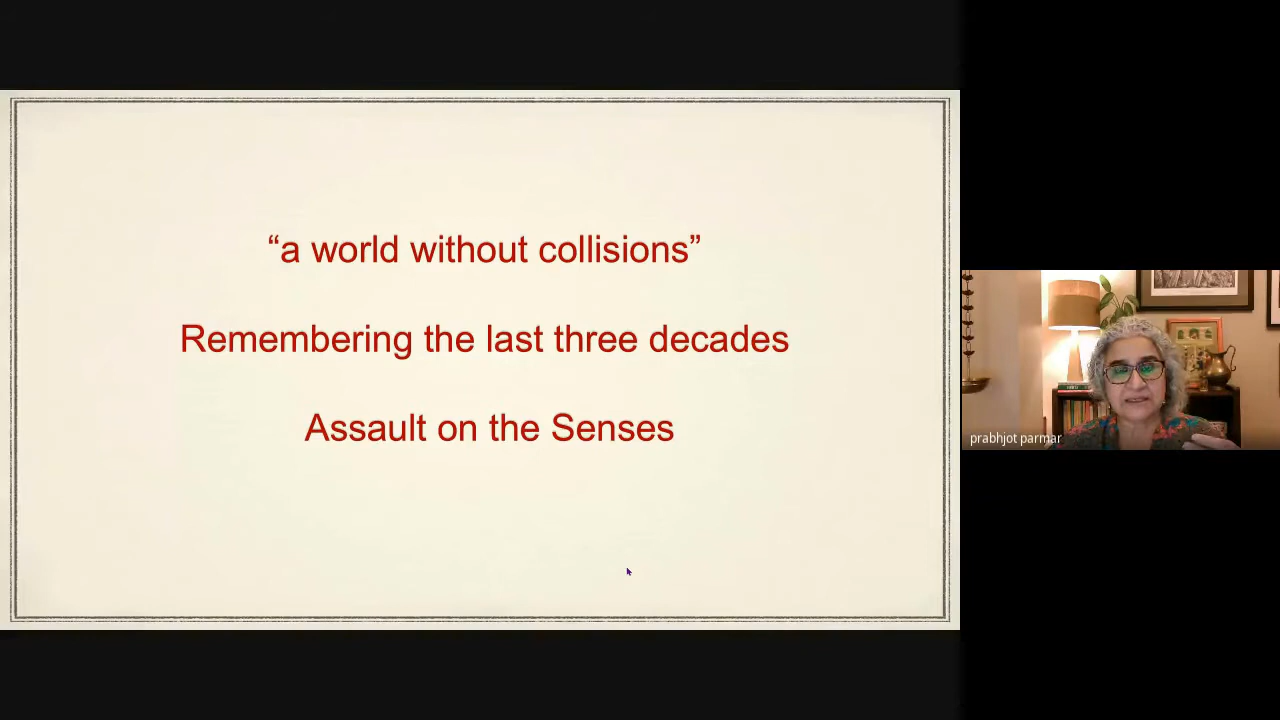 “a world without collisions”
Remembering the last three decades
Assault on the Senses
prabhjot parmar